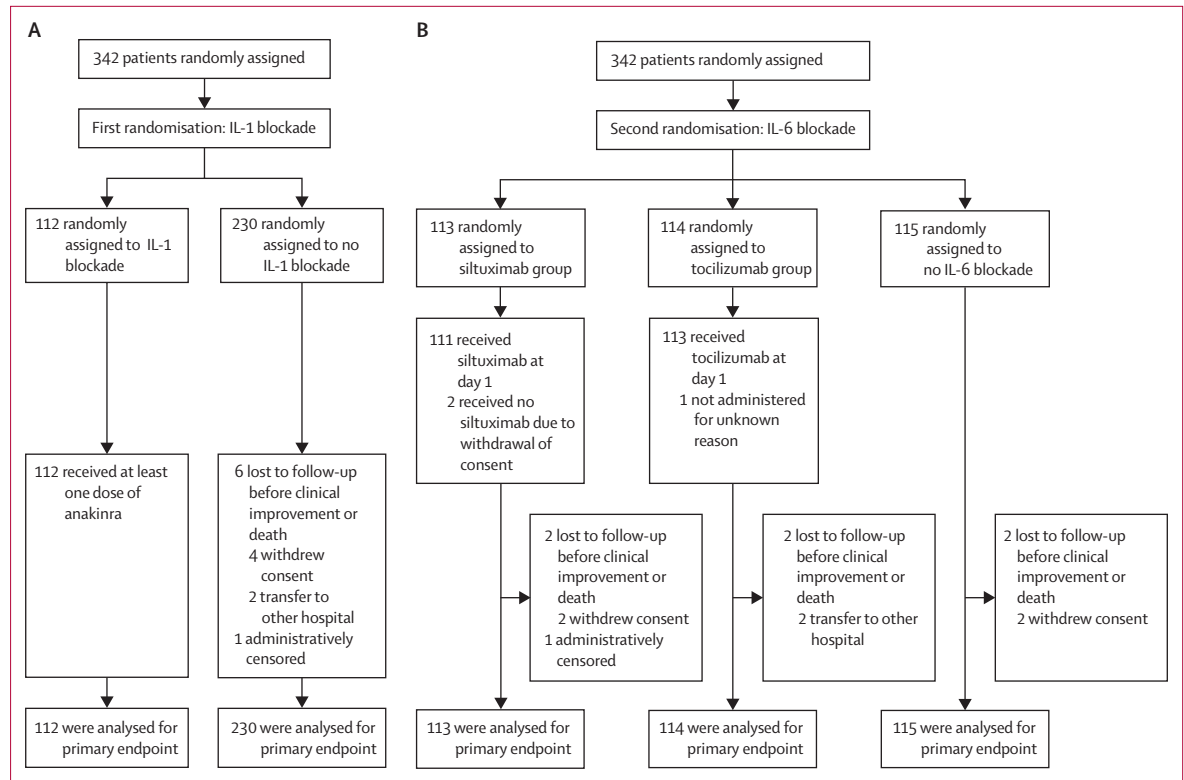 A
342 patients randomly assigned
First randomisation: IL-1 blockade
112 randomly
assigned to IL-1
blockade
230 randomly
assigned to no
IL-1 blockade
112 received at least
one dose of
anakinra
6 lost to follow-up
before clinical
improvement or
death
4 withdrew
consent
2 transfer to
other hospital
1 administratively
censored
112 were analysed for
primary endpoint
230 were analysed for
primary endpoint
B
342 patients randomly assigned
Second randomisation: IL-6 blockade
113 randomly
assigned to
siltuximab group
114 randomly
assigned to
tocilizumab group
115 randomly
assigned to
no IL-6 blockade
111 received
siltuximab at
day 1
2 received no
siltuximab due to
withdrawal of
consent
113 received
tocilizumab at
day 1
1 not administered
for unknown
reason
2 lost to follow-up
before clinical
improvement or
death
2 withdrew consent
1 administratively
censored
2 lost to follow-up
before clinical
improvement or
death
2 transfer to other
hospital
2 lost to follow-up
before clinical
improvement or
death
2 withdrew consent
113 were analysed for
primary endpoint
114 were analysed for
primary endpoint
115 were analysed for
primary endpoint